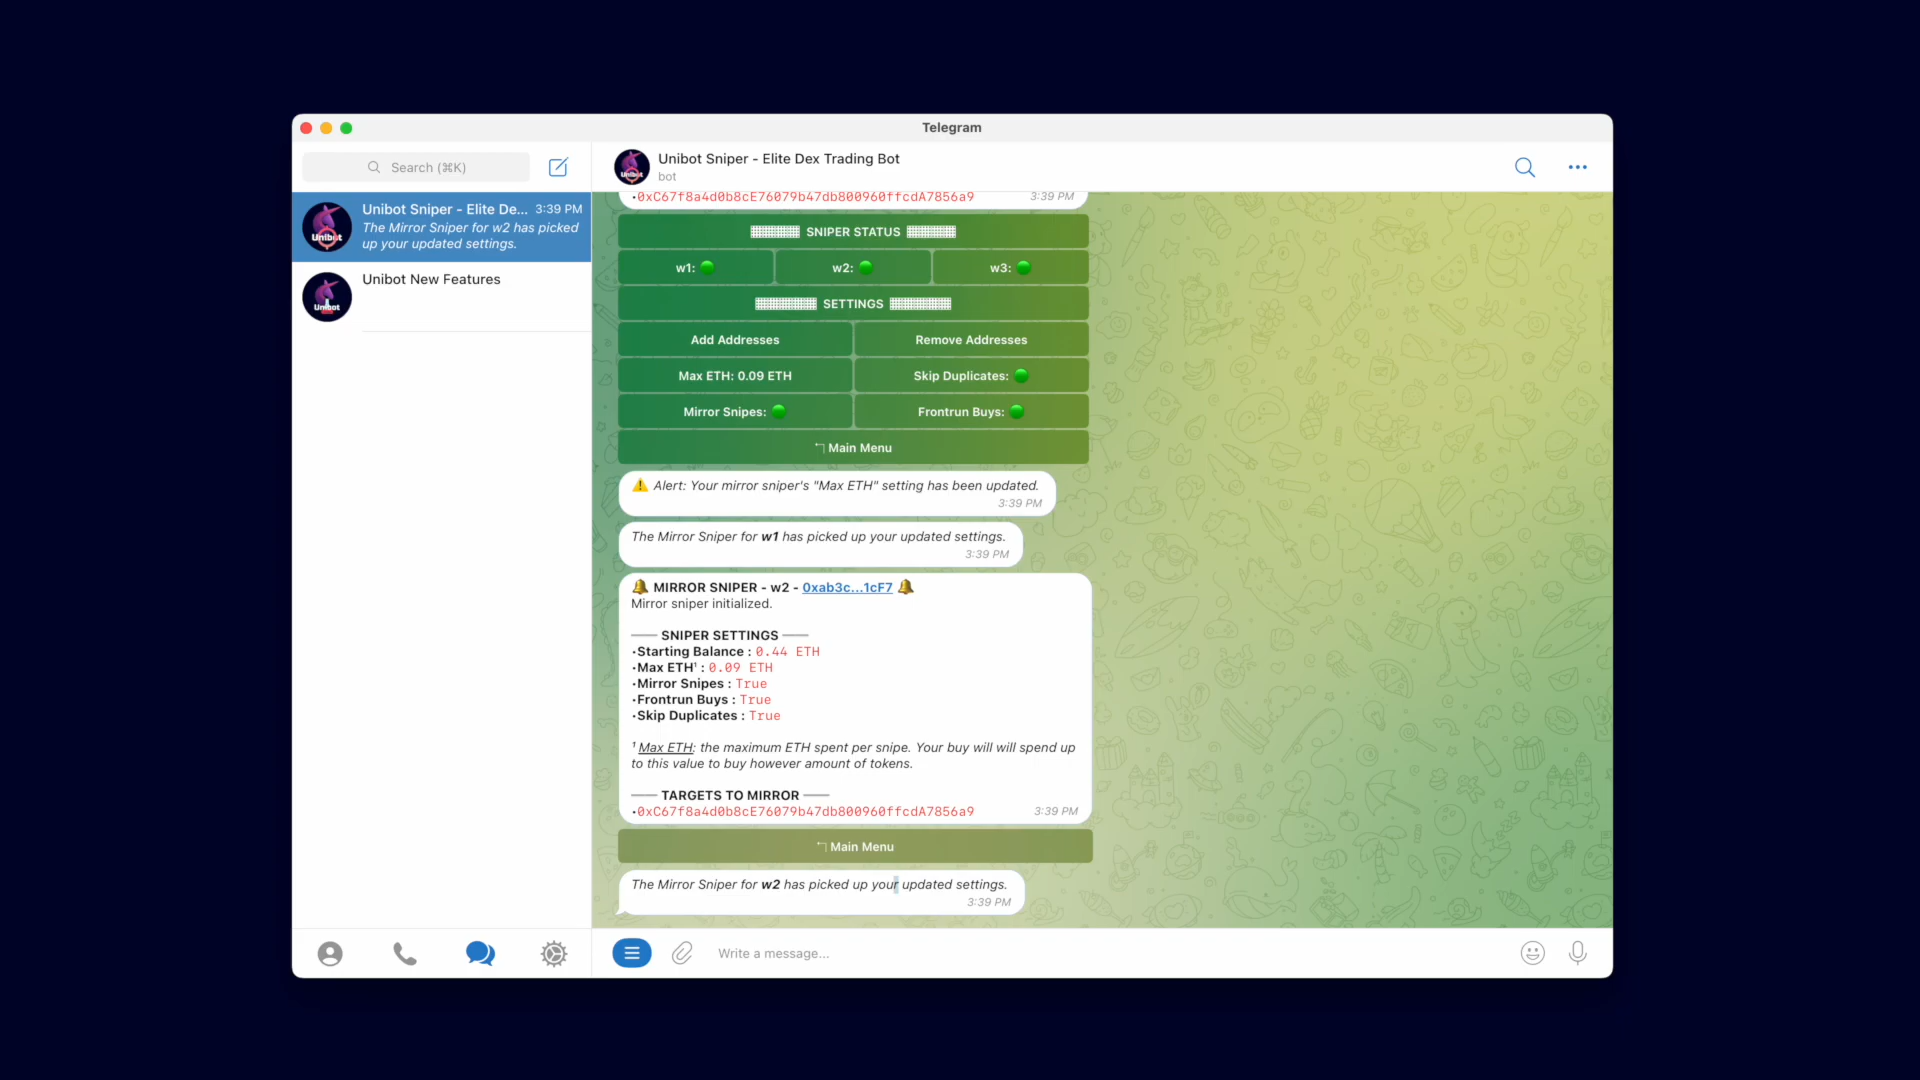 Telegram
Search (⌘K)
Unibot Sniper - Elite De... 3:39 PM
The Mirror Sniper for w2 has picked
up your updated settings.
Unibot
Unibot New Features
Unibot
Unibot Sniper - Elite Dex Trading Bot
bot
Unibot
•0xC67f8a4d0b8cE76079b47db800960ffcdA7856a9 3:39 PM
SNIPER STATUS
w1: w2: w3:
SETTINGS
Add Addresses Remove Addresses
Max ETH: 0.09 ETH Skip Duplicates:
Mirror Snipes: Frontrun Buys:
Main Menu
⚠️ Alert: Your mirror sniper's "Max ETH" setting has been updated.
3:39 PM
The Mirror Sniper for w1 has picked up your updated settings.
3:39 PM
🔔 MIRROR SNIPER - w2 - 0xab3c...1cF7 🔔
Mirror sniper initialized.
—— SNIPER SETTINGS ——
•Starting Balance : 0.44 ETH
•Max ETH¹ : 0.09 ETH
•Mirror Snipes : True
•Frontrun Buys : True
•Skip Duplicates : True
¹ Max ETH: the maximum ETH spent per snipe. Your buy will will spend up
to this value to buy however amount of tokens.
—— TARGETS TO MIRROR ——
•0xC67f8a4d0b8cE76079b47db800960ffcdA7856a9 3:39 PM
Main Menu
The Mirror Sniper for w2 has picked up your updated settings.
3:39 PM
Write a message...